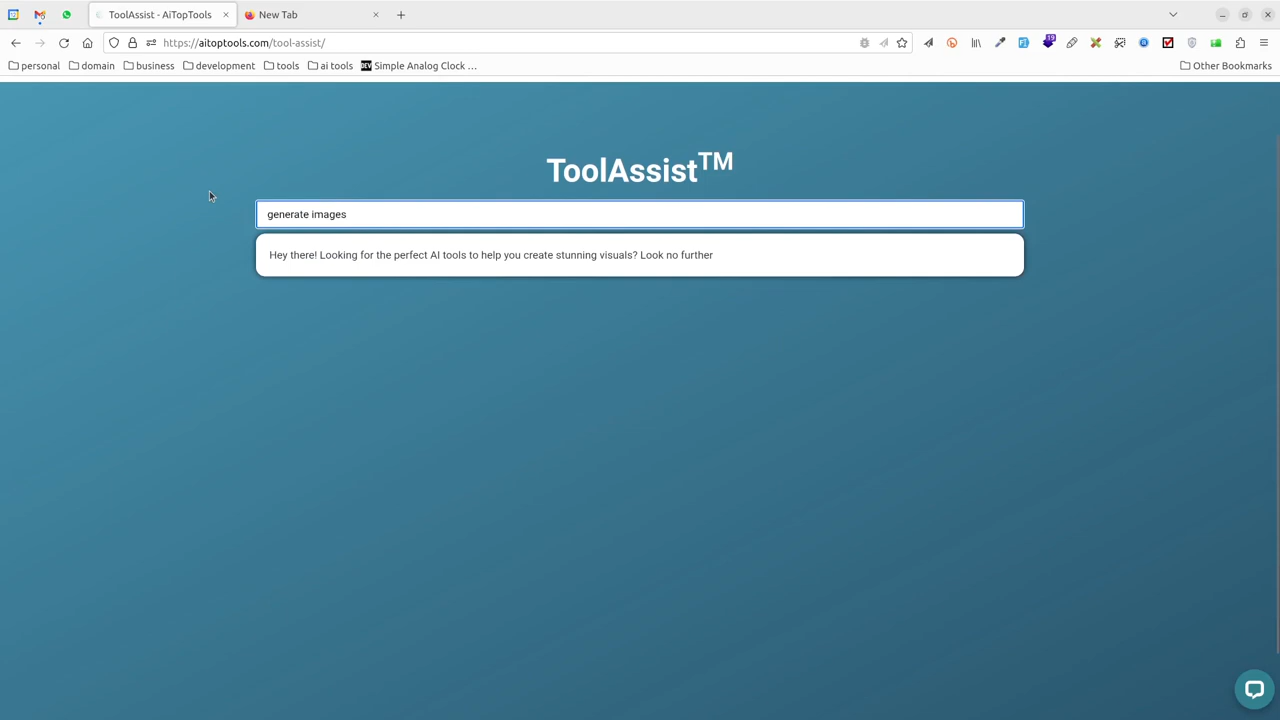 ToolAssist - AiTopTools
New Tab
https://aitoptools.com/tool-assist/
19
personal
domain
business
development
tools
ai tools
DEV
Simple Analog Clock ...
Other Bookmarks
ToolAssist™
generate images
Hey there! Looking for the perfect AI tools to help you create stunning visuals? Look no further